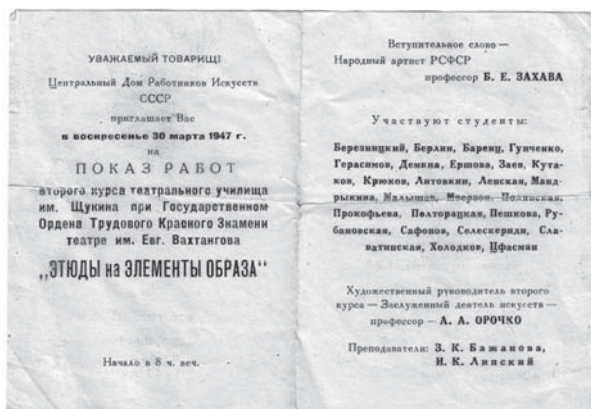 УВАЖАЕМЫЙ ТОВАРИЩ!
Центральный Дом Работников Искусств
СССР
приглашает Вас
в воскресенье 30 марта 1947 г.
на
ПОКАЗ РАБОТ
второго курса театрального училища
им. Щукина при Государственном
Ордена Трудового Красного Знамени
театре им. Евг. Вахтангова
„ЭТЮДЫ на ЭЛЕМЕНТЫ ОБРАЗА“
Начало в 8 ч. веч.
Вступительное слово —
Народный артист РСФСР
профессор Б. Е. ЗАХАВА
Участвуют студенты:
Березницкий, Берлин, Баренц, Гунченко,
Герасимов, Демина, Ершова, Заев, Кута-
ков, Крюков, Литовкин, Ленская, Манд-
рыкина, Малышев, Полинская,
Прокофьева, Полторацкая, Пешкова, Ру-
бановская, Сафонов, Селескериди, Сла-
ватинская, Холодков, Цфасман
Художественный руководитель второго
курса — Заслуженный деятель искусств —
профессор — А. А. ОРОЧКО
Преподаватели: З. К. Бажанова,
И. К. Липский